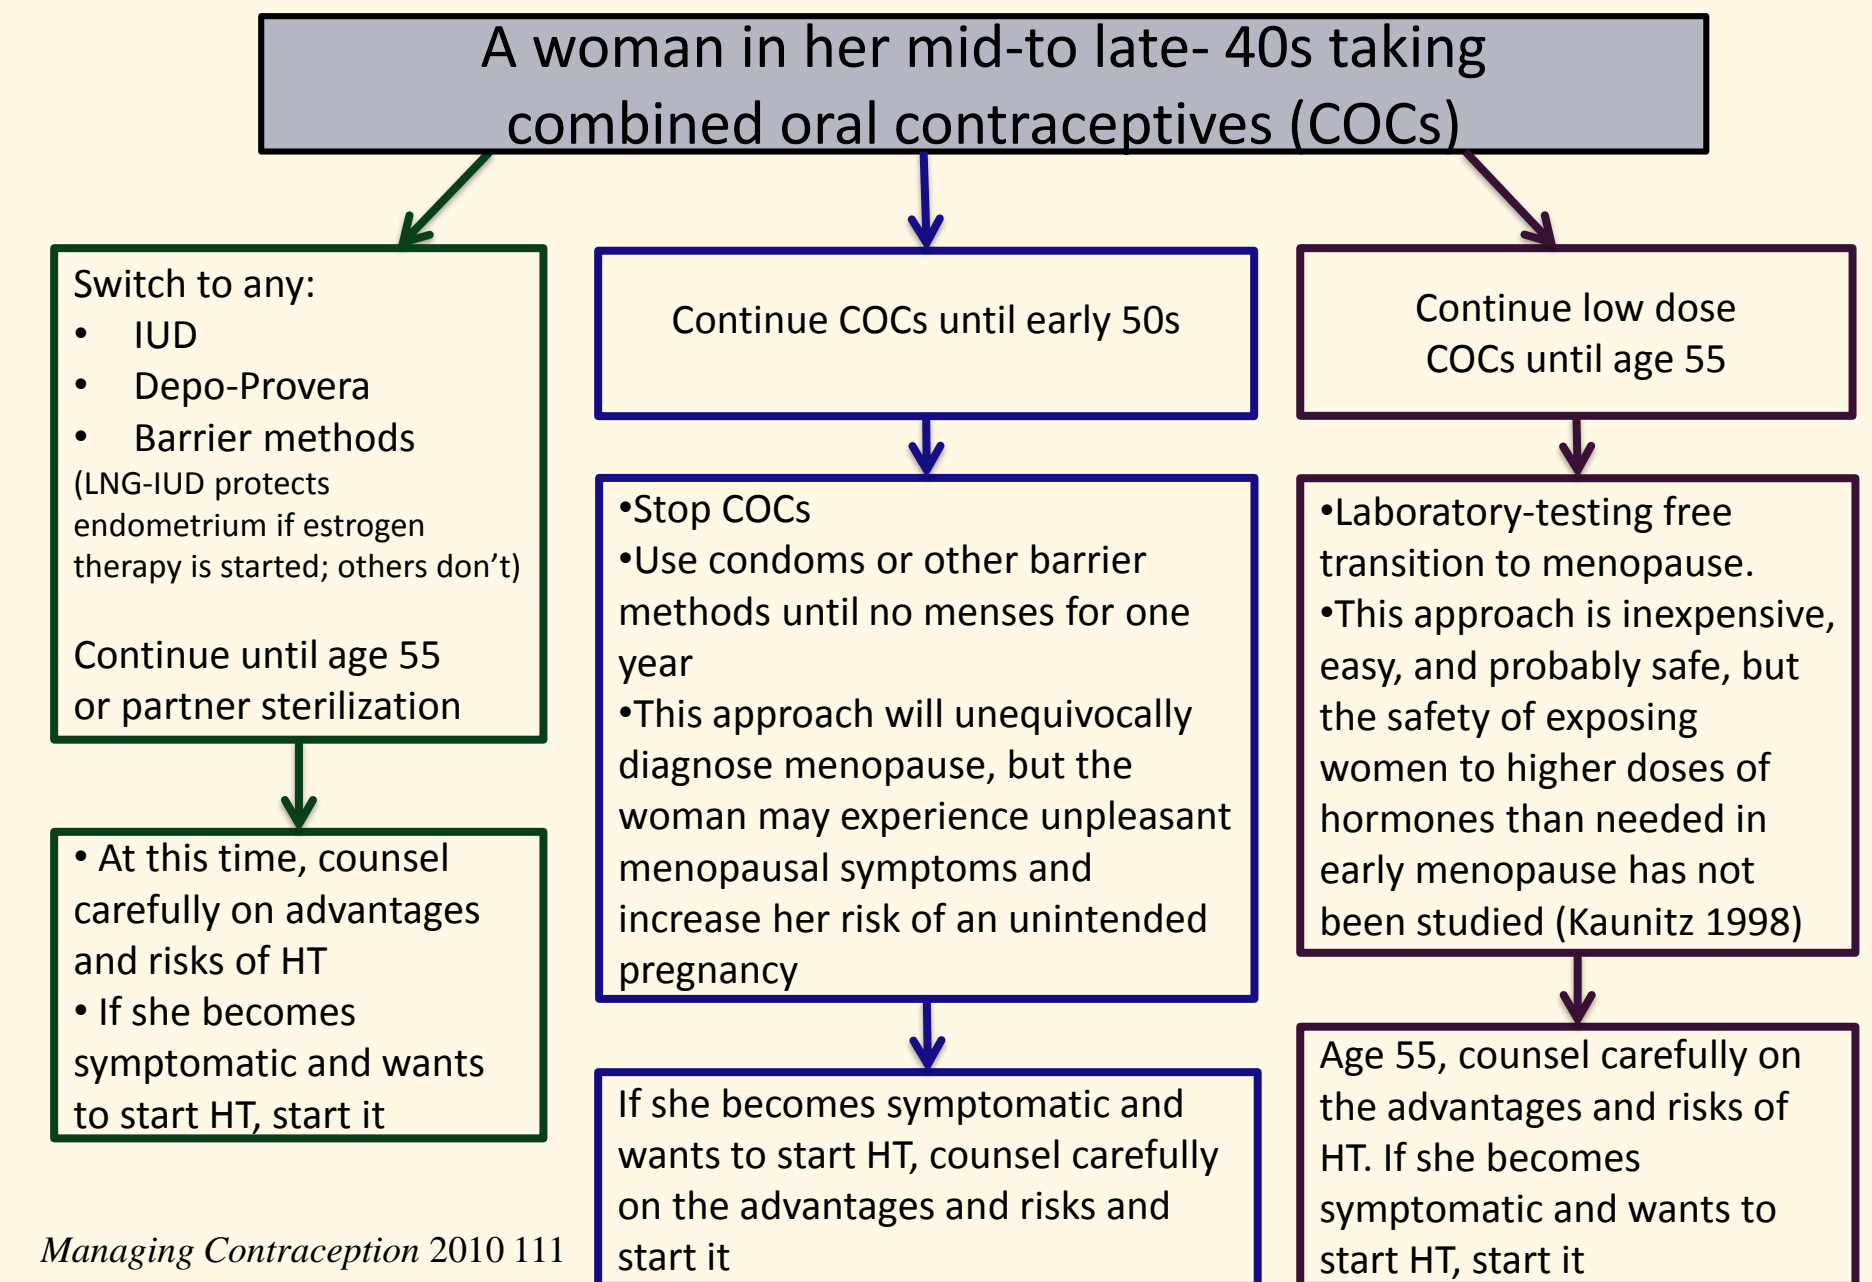 A woman in her mid-to late- 40s taking
combined oral contraceptives (COCs)
Switch to any:
• IUD
• Depo-Provera
• Barrier methods
(LNG-IUD protects
endometrium if estrogen
therapy is started; others don’t)
Continue until age 55
or partner sterilization
• At this time, counsel
carefully on advantages
and risks of HT
• If she becomes
symptomatic and wants
to start HT, start it
Continue COCs until early 50s
•Stop COCs
•Use condoms or other barrier
methods until no menses for one
year
•This approach will unequivocally
diagnose menopause, but the
woman may experience unpleasant
menopausal symptoms and
increase her risk of an unintended
pregnancy
If she becomes symptomatic and
wants to start HT, counsel carefully
on the advantages and risks and
start it
Continue low dose
COCs until age 55
•Laboratory-testing free
transition to menopause.
•This approach is inexpensive,
easy, and probably safe, but
the safety of exposing
women to higher doses of
hormones than needed in
early menopause has not
been studied (Kaunitz 1998)
Age 55, counsel carefully on
the advantages and risks of
HT. If she becomes
symptomatic and wants to
start HT, start it
Managing Contraception 2010 111